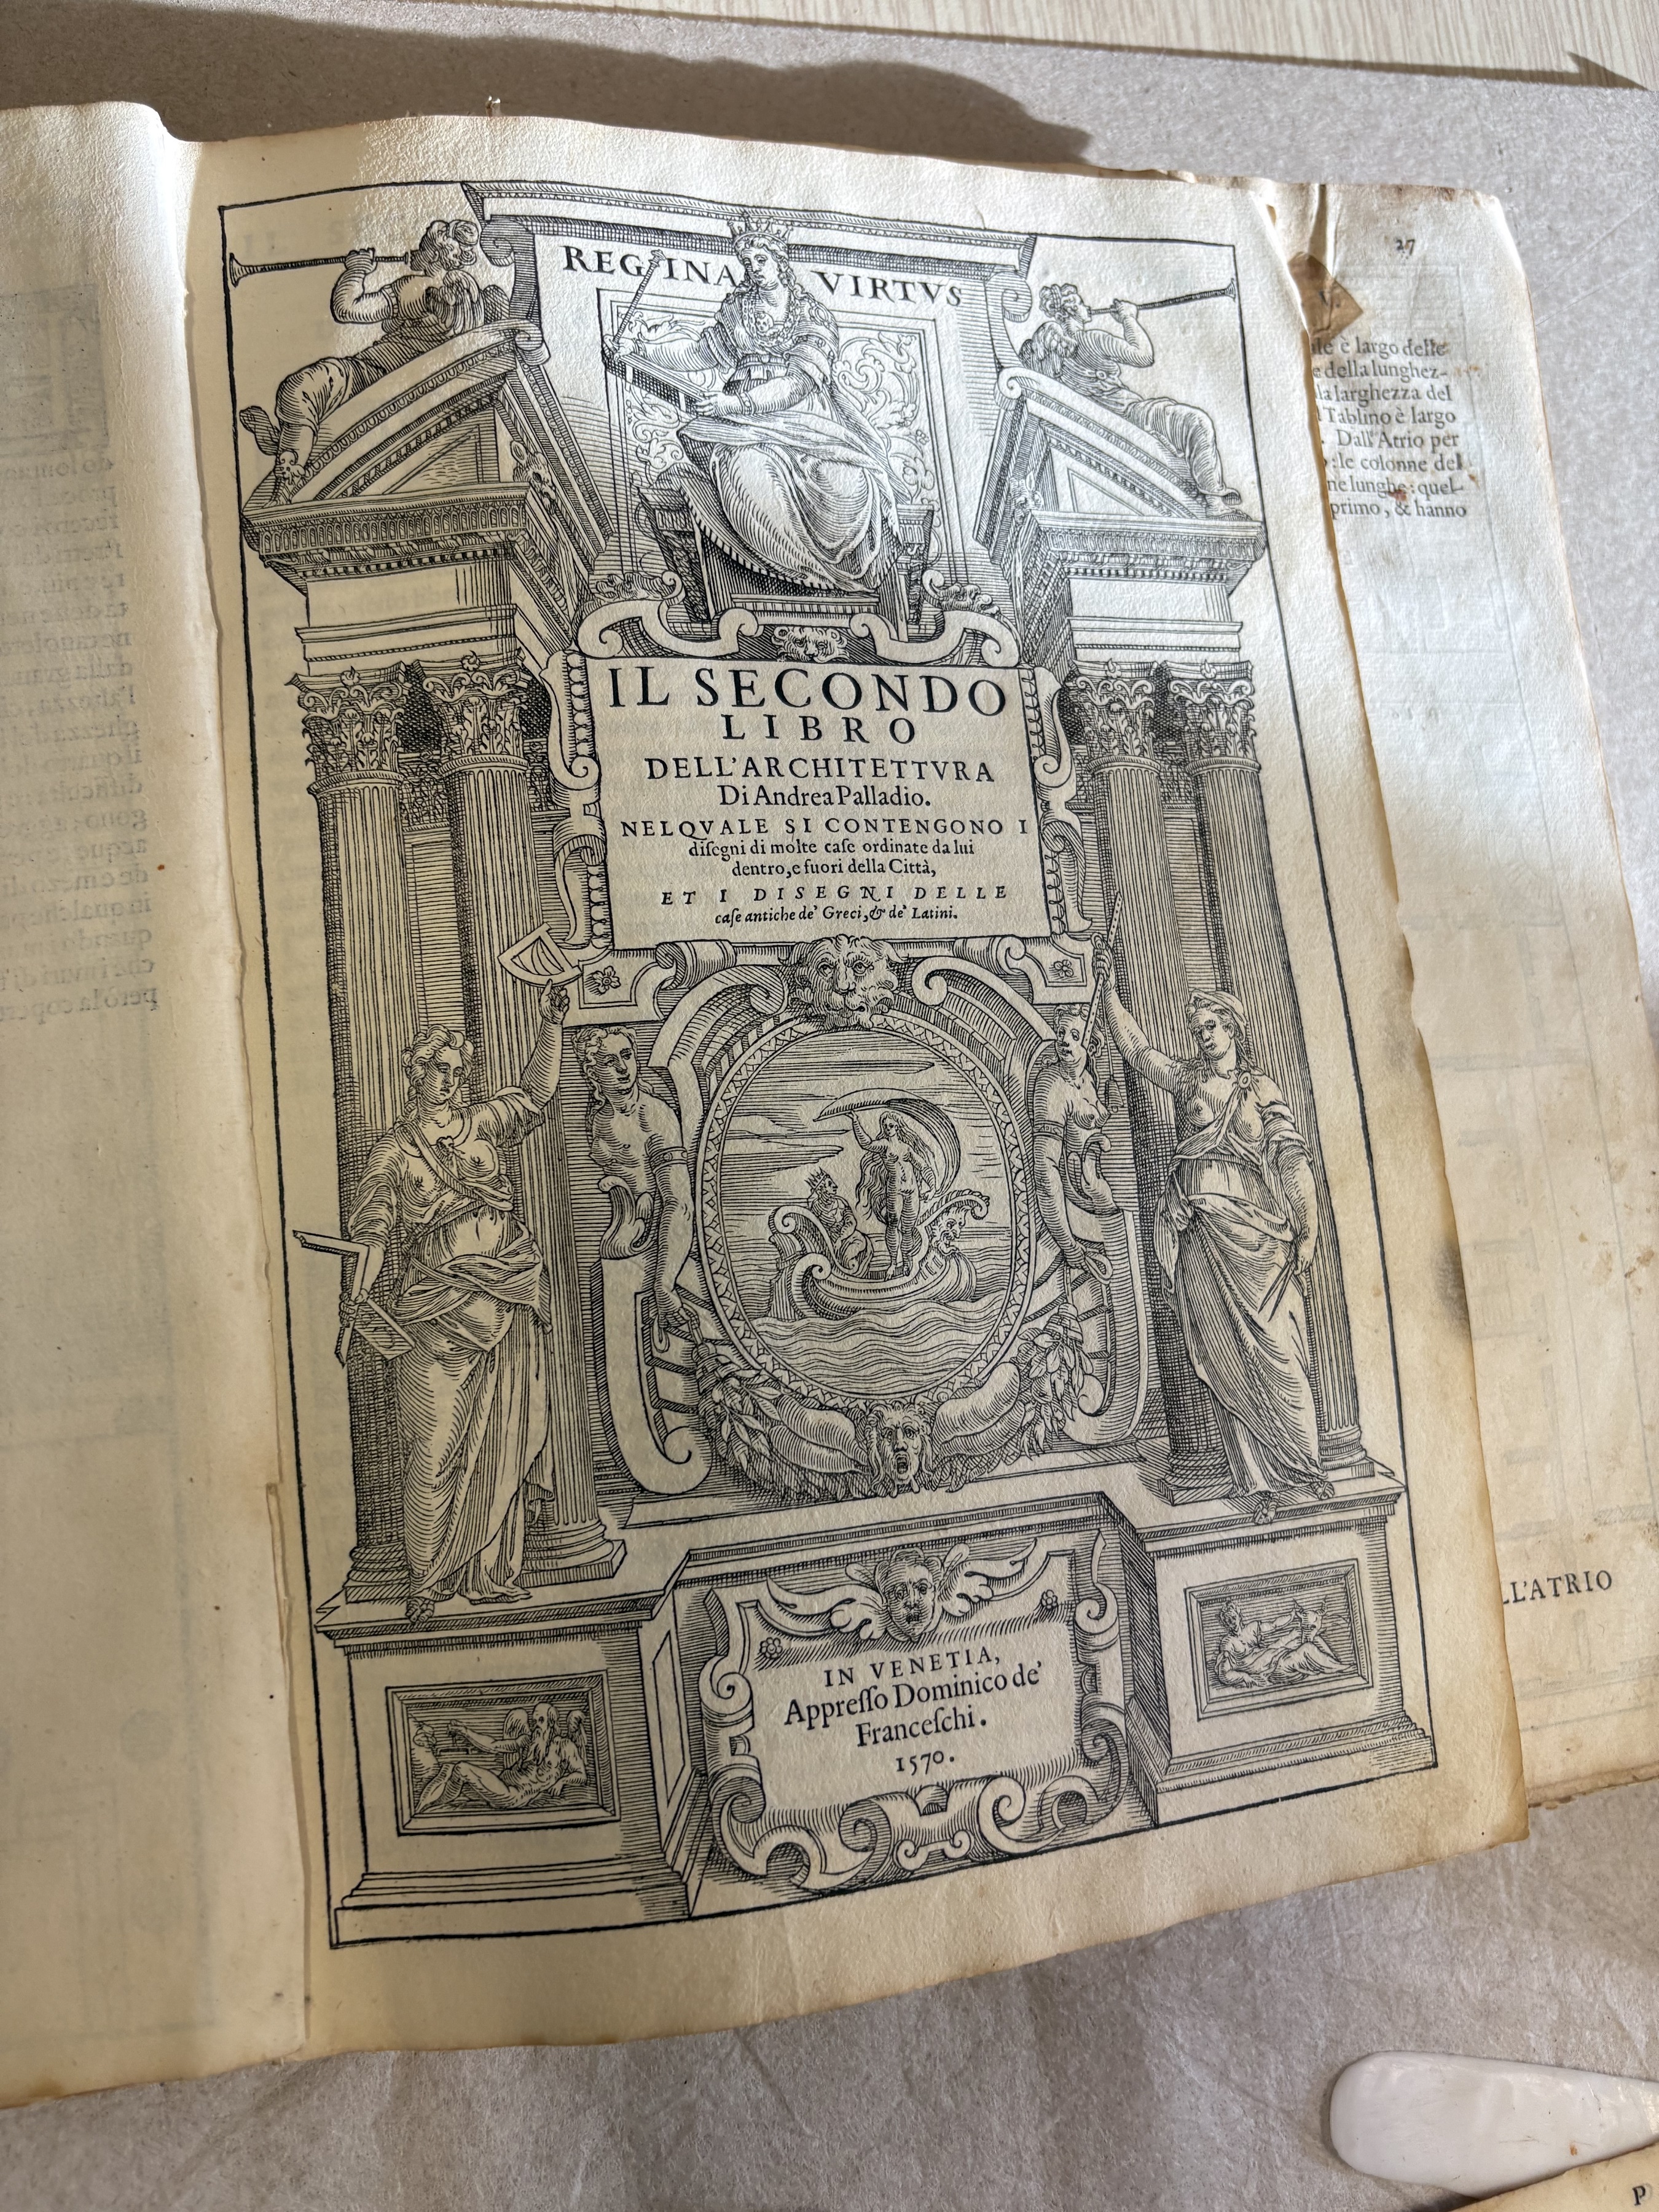 REGINA VIRTVS
IL SECONDO
LIBRO
DELL'ARCHITETTVRA
Di Andrea Palladio.
NEL QVALE SI CONTENGONO I
diſegni di molte caſe ordinate da lui
dentro, e fuori della Città,
ET I DISEGNI DELLE
caſe antiche de' Greci, & de' Latini.
IN VENETIA,
Appreſſo Dominico de'
Franceſchi.
1570.
27
è largo delle
della lunghez-
larghezza del
Tablino è largo
Dall'Atrio per
:le colonne del
ne lunghe: quel-
primo, & hanno
LL'ATRIO
P